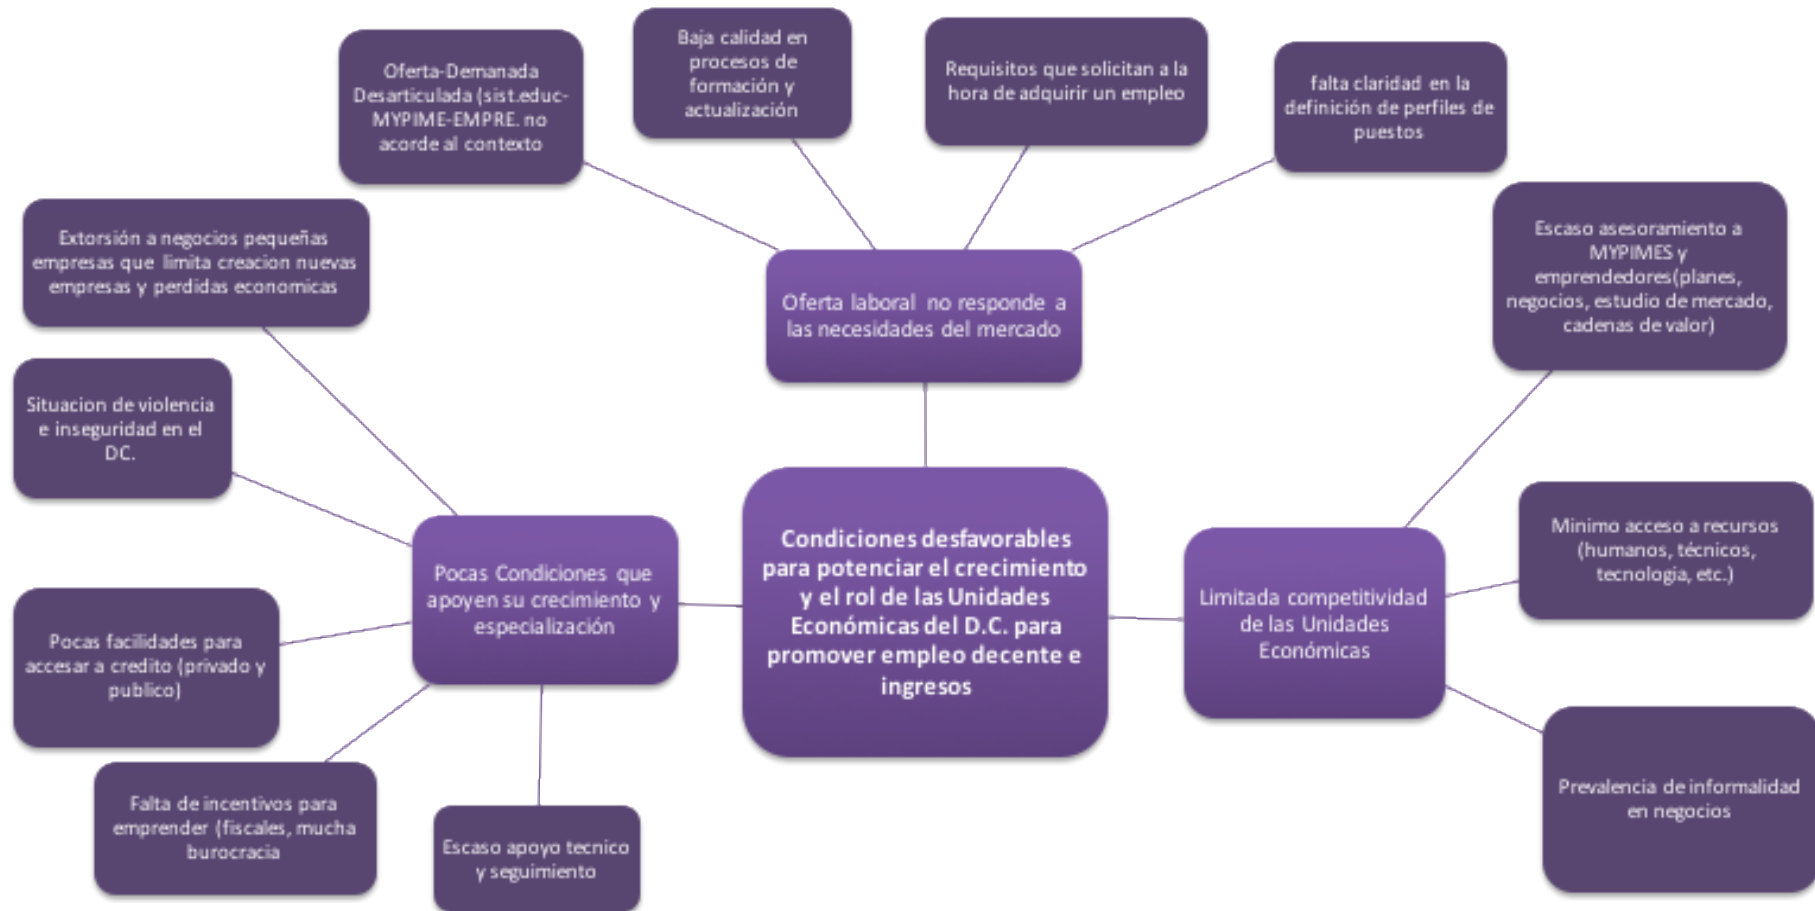 Oferta-Demanada
Desarticulada (sist.educ-
MYPIME-EMPRE. no
acorde al contexto
Baja calidad en
procesos de
formación y
actualización
Requisitos que solicitan a la
hora de adquirir un empleo
falta claridad en la
definición de perfiles de
puestos
Extorsión a negocios pequeñas
empresas que limita creacion nuevas
empresas y perdidas economicas
Oferta laboral no responde a
las necesidades del mercado
Escaso asesoramiento a
MYPIMES y
emprendedores(planes,
negocios, estudio de mercado,
cadenas de valor)
Situacion de violencia
e inseguridad en el
DC.
Pocas Condiciones que
apoyen su crecimiento y
especialización
Condiciones desfavorables
para potenciar el crecimiento
y el rol de las Unidades
Económicas del D.C. para
promover empleo decente e
ingresos
Limitada competitividad
de las Unidades
Económicas
Minimo acceso a recursos
(humanos, técnicos,
tecnologia, etc.)
Pocas facilidades para
accesar a credito (privado y
publico)
Falta de incentivos para
emprender (fiscales, mucha
burocracia
Escaso apoyo tecnico
y seguimiento
Prevalencia de informalidad
en negocios